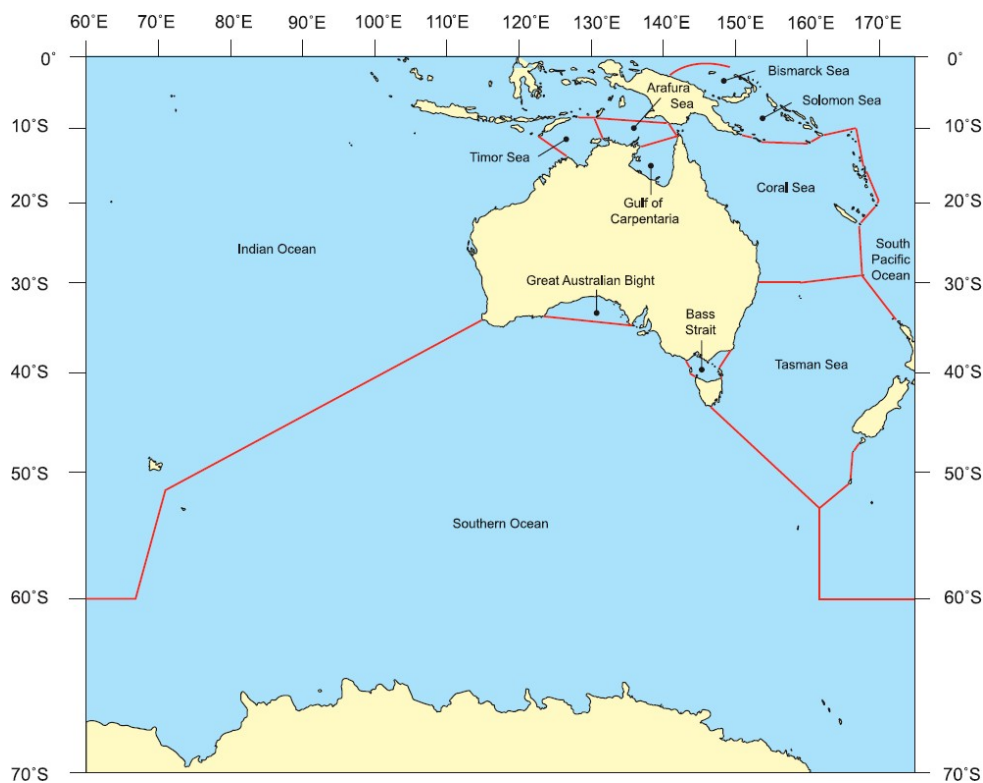 60˚E 70˚E 80˚E 90˚E 100˚E 110˚E 120˚E 130˚E 140˚E 150˚E 160˚E 170˚E
0˚ 0˚
Bismarck Sea
Arafura
Sea
Solomon Sea
10˚S 10˚S
Timor Sea
Gulf of
Carpentaria
Coral Sea
20˚S 20˚S
Indian Ocean
South
Pacific
Ocean
Great Australian Bight
30˚S 30˚S
Bass
Strait
Tasman Sea
40˚S 40˚S
50˚S 50˚S
Southern Ocean
60˚S 60˚S
70˚S 70˚S